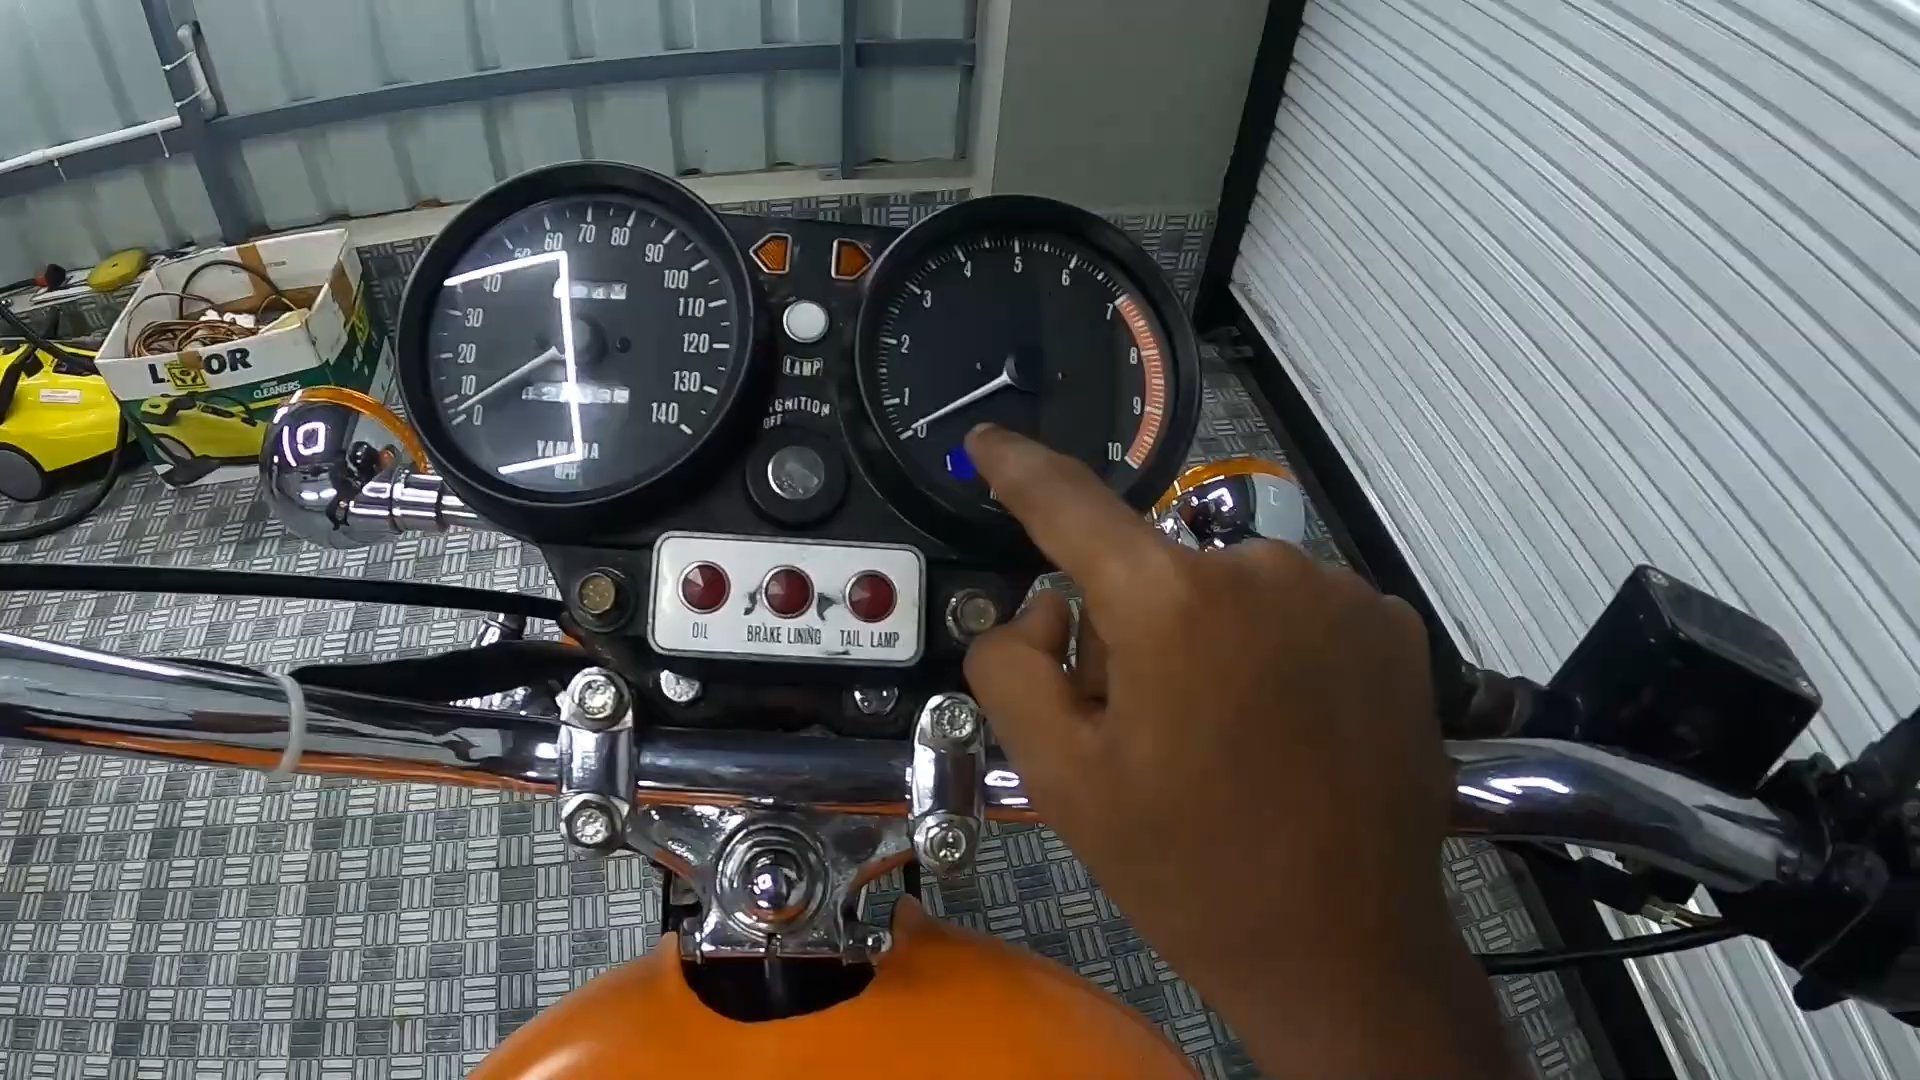 50
60
70
80
90
100
110
120
130
140
40
30
20
10
0
YAMAHA
MPH
LAMP
IGNITION
OFF
0
1
2
3
4
5
6
7
8
9
10
OIL
BRAKE LINING
TAIL LAMP
CLEANERS